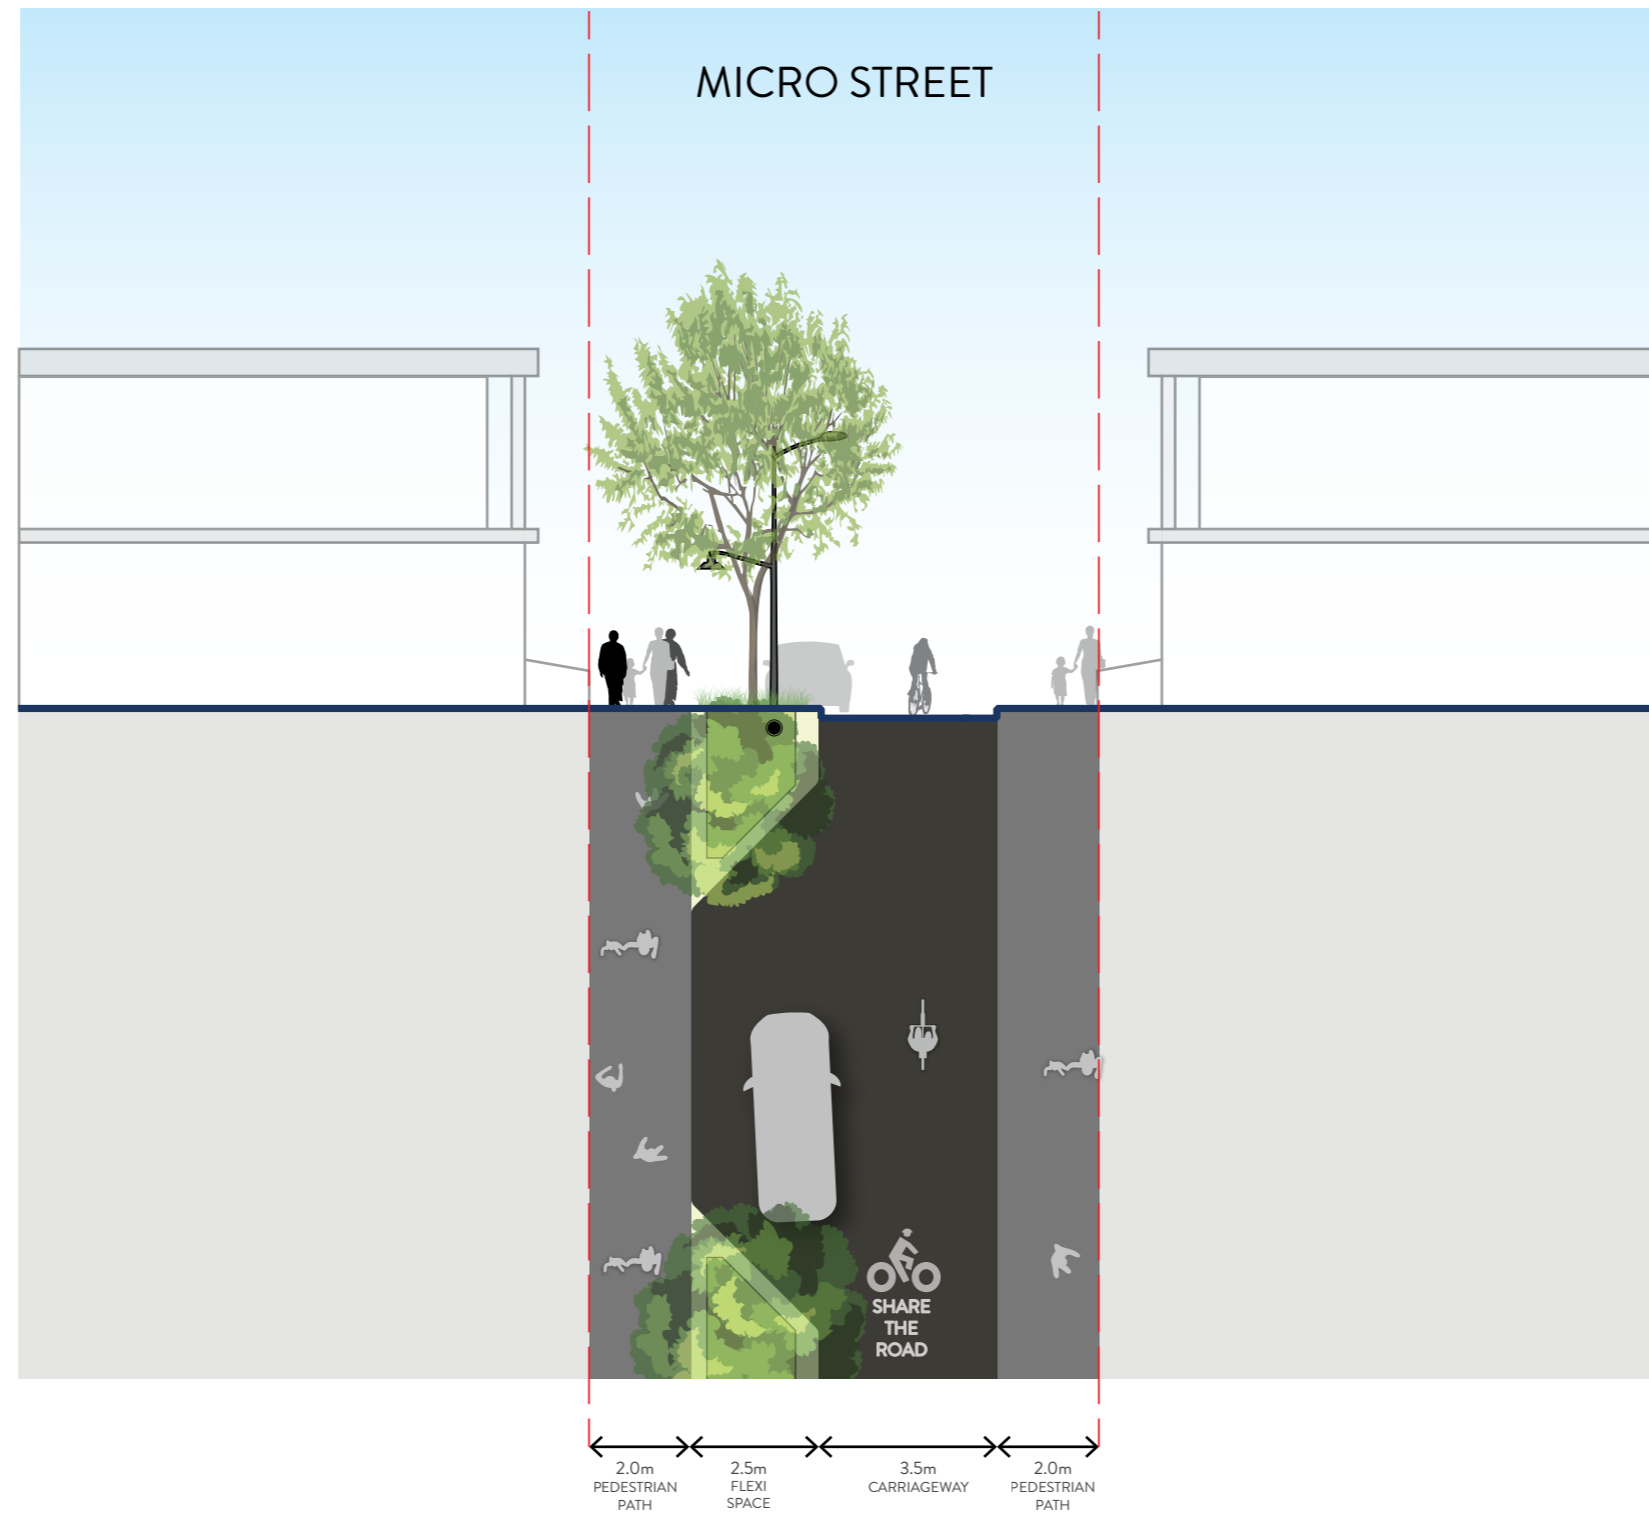 MICRO STREET
SHARE
THE
ROAD
2.0m
PEDESTRIAN
PATH
2.5m
FLEXI
SPACE
3.5m
CARRIAGEWAY
2.0m
PEDESTRIAN
PATH